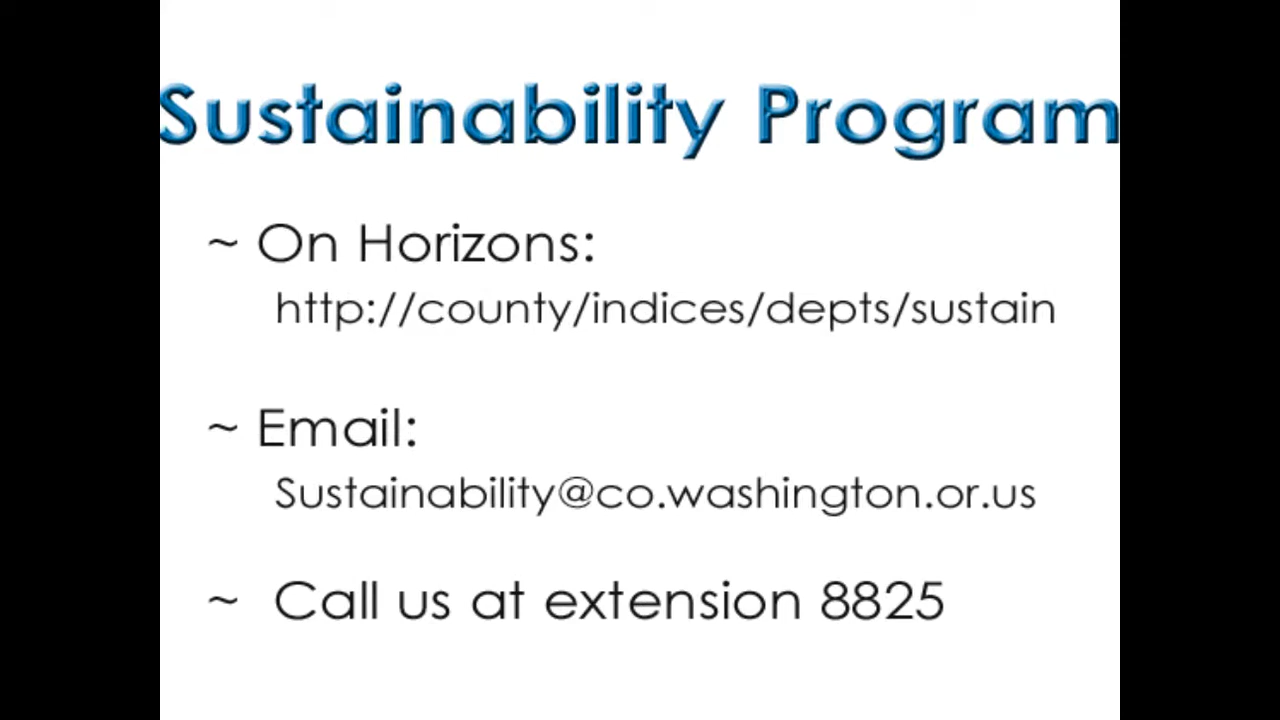 Sustainability Program
~ On Horizons:
http://county/indices/depts/sustain
~ Email:
Sustainability@co.washington.or.us
~ Call us at extension 8825